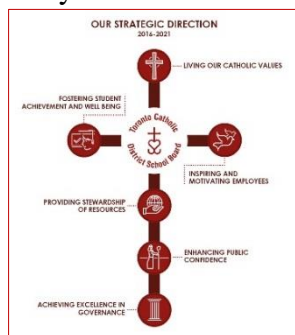 OUR STRATEGIC DIRECTION
2016-2021
LIVING OUR CATHOLIC VALUES
FOSTERING STUDENT
ACHIEVEMENT AND WELL BEING
Toronto Catholic
District School Board
INSPIRING AND
MOTIVATING EMPLOYEES
PROVIDING STEWARDSHIP
OF RESOURCES
ENHANCING PUBLIC
CONFIDENCE
ACHIEVING EXCELLENCE IN
GOVERNANCE